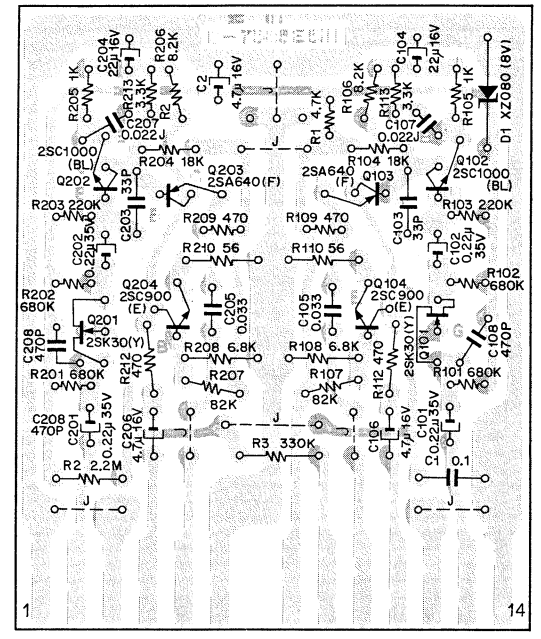 C204
22μ16V
R206
8.2K
R205 1K
R213
3.3K
R2
C207
0.022J
C2
4.7μ16V
R1 4.7K
J
C104
22μ16V
R106
8.2K
R113
3.3K
C107
0.022J
R105 1K
D1 XZ080 (8V)
2SC1000
(BL)
Q202
R204 18K
Q203
2SA640(F)
C203
33P
R104 18K
2SA640
(F)
Q103
Q102
2SC1000
(BL)
C103
33P
R203 220K
R209 470
R109 470
R103 220K
C202
0.22μ35V
R210 56
R110 56
C102
0.22μ
35V
R202
680K
Q204
2SC900
(E)
C205
0.033
C105
0.033
Q104
2SC900
(E)
R102
680K
Q201
2SK30(Y)
C208
470P
Q101
2SK30(Y)
G
C108
470P
R201 680K
R212
470
B
R208 6.8K
R108 6.8K
R112 470
R101 680K
R207
82K
R107
82K
C208
470P
C201
0.22μ35V
C206
4.7μ16V
J
C106
4.7μ16V
C101
0.22μ35V
R2 2.2M
R3 330K
C1 0.1
J
J
1
14